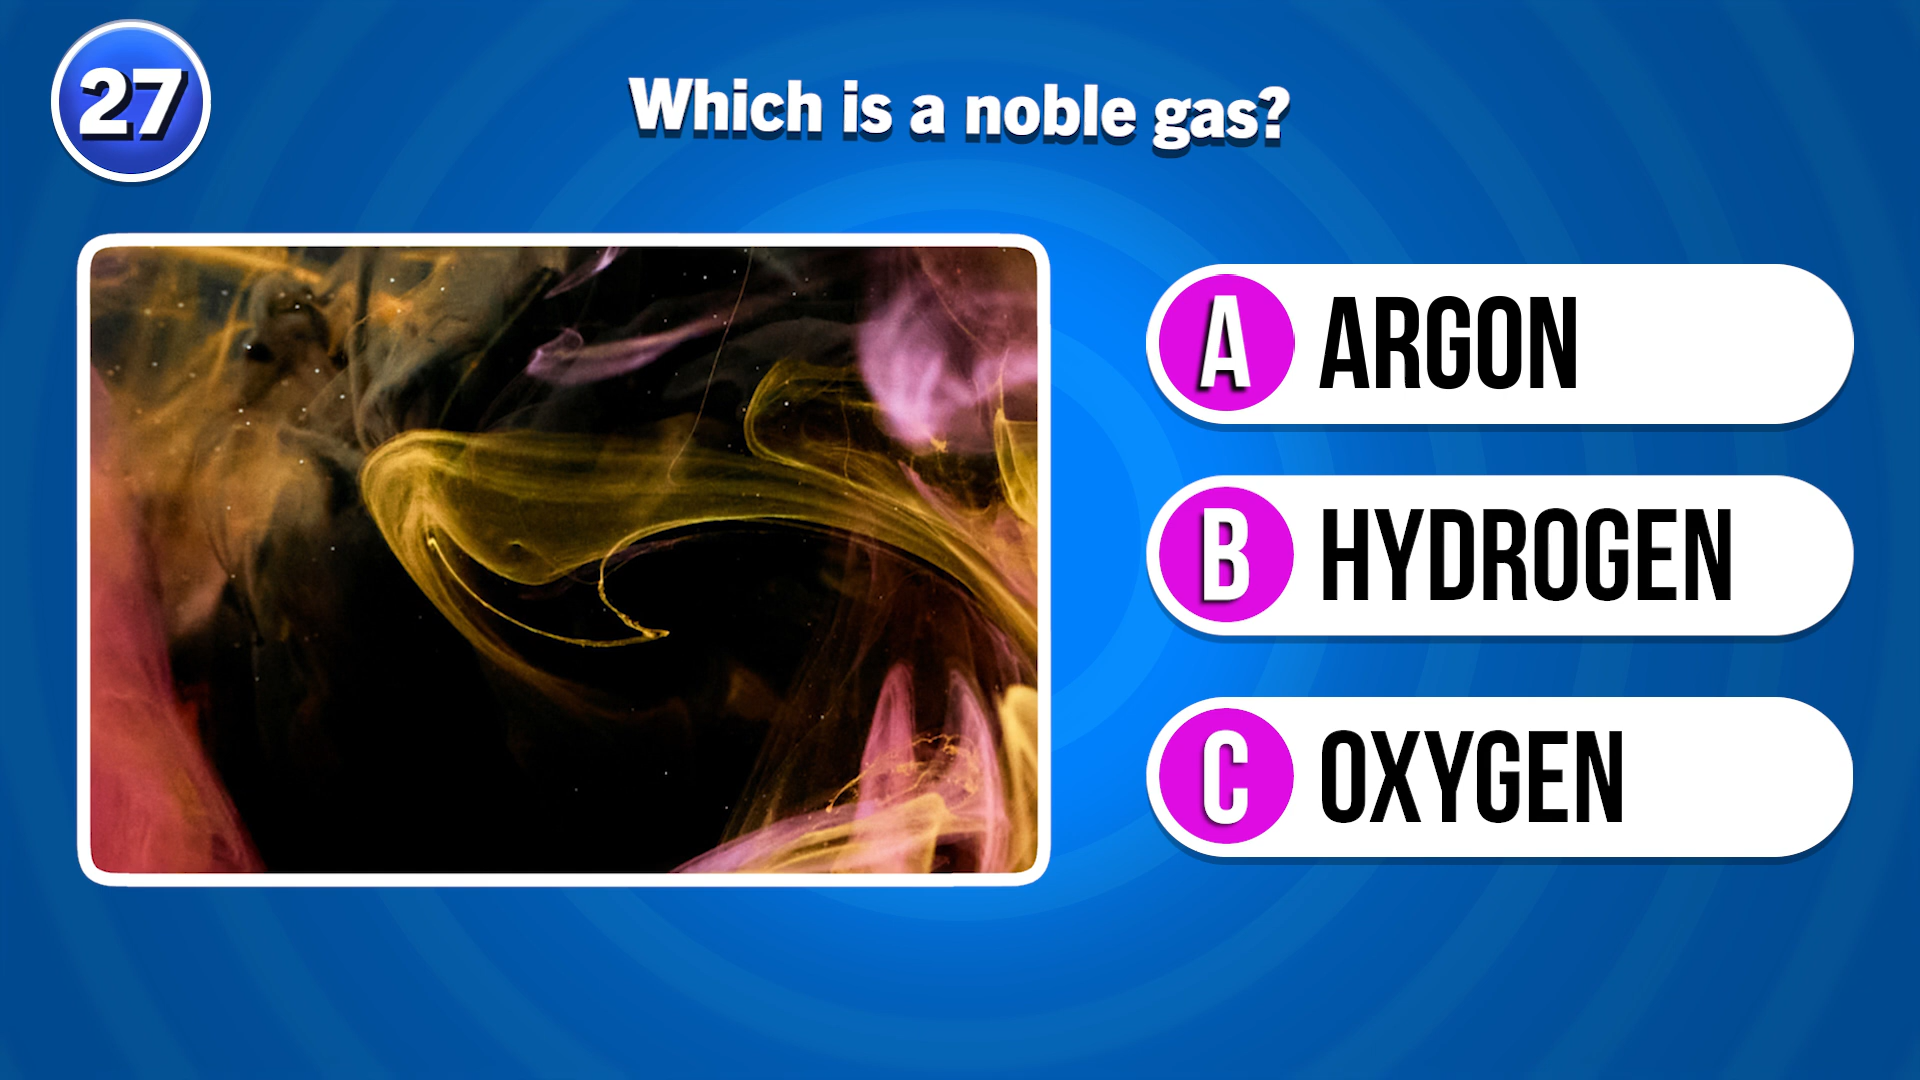 27
Which is a noble gas?
A ARGON
B HYDROGEN
C OXYGEN